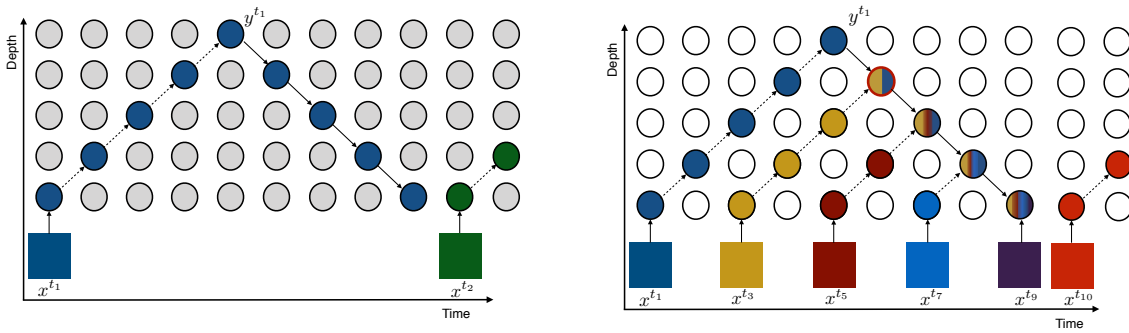 $y^{t_1}$
Depth
$x^{t_1}$
$x^{t_2}$
Time
$y^{t_1}$
Depth
$x^{t_1}$
$x^{t_3}$
$x^{t_5}$
$x^{t_7}$
$x^{t_9}$
$x^{t_{10}}$
Time